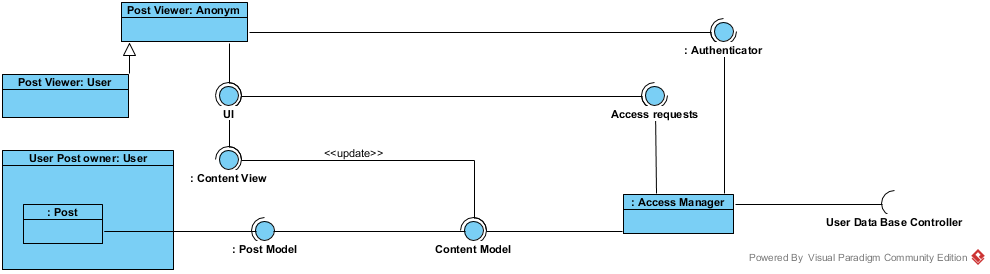 Post Viewer: Anonym
: Authenticator
Post Viewer: User
UI
Access requests
<<update>>
User Post owner: User
: Content View
: Post
: Access Manager
User Data Base Controller
: Post Model
Content Model
Powered By Visual Paradigm Community Edition